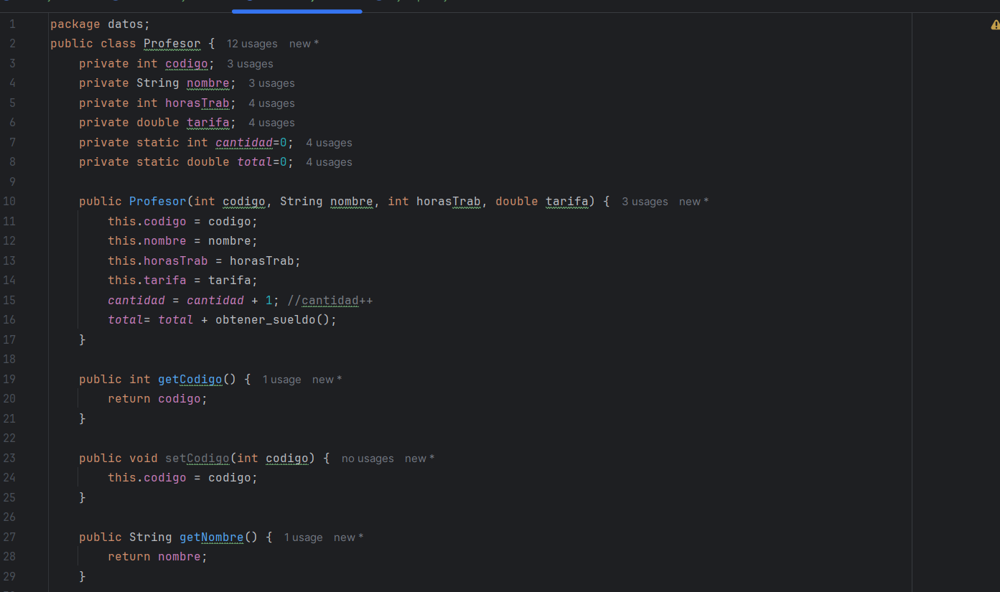 1 package datos;
2 public class Profesor { 12 usages new *
3 private int codigo; 3 usages
4 private String nombre; 3 usages
5 private int horasTrab; 4 usages
6 private double tarifa; 4 usages
7 private static int cantidad=0; 4 usages
8 private static double total=0; 4 usages
9
10 public Profesor(int codigo, String nombre, int horasTrab, double tarifa) { 3 usages new *
11 this.codigo = codigo;
12 this.nombre = nombre;
13 this.horasTrab = horasTrab;
14 this.tarifa = tarifa;
15 cantidad = cantidad + 1; //cantidad++
16 total= total + obtener_sueldo();
17 }
18
19 public int getCodigo() { 1 usage new *
20 return codigo;
21 }
22
23 public void setCodigo(int codigo) { no usages new *
24 this.codigo = codigo;
25 }
26
27 public String getNombre() { 1 usage new *
28 return nombre;
29 }